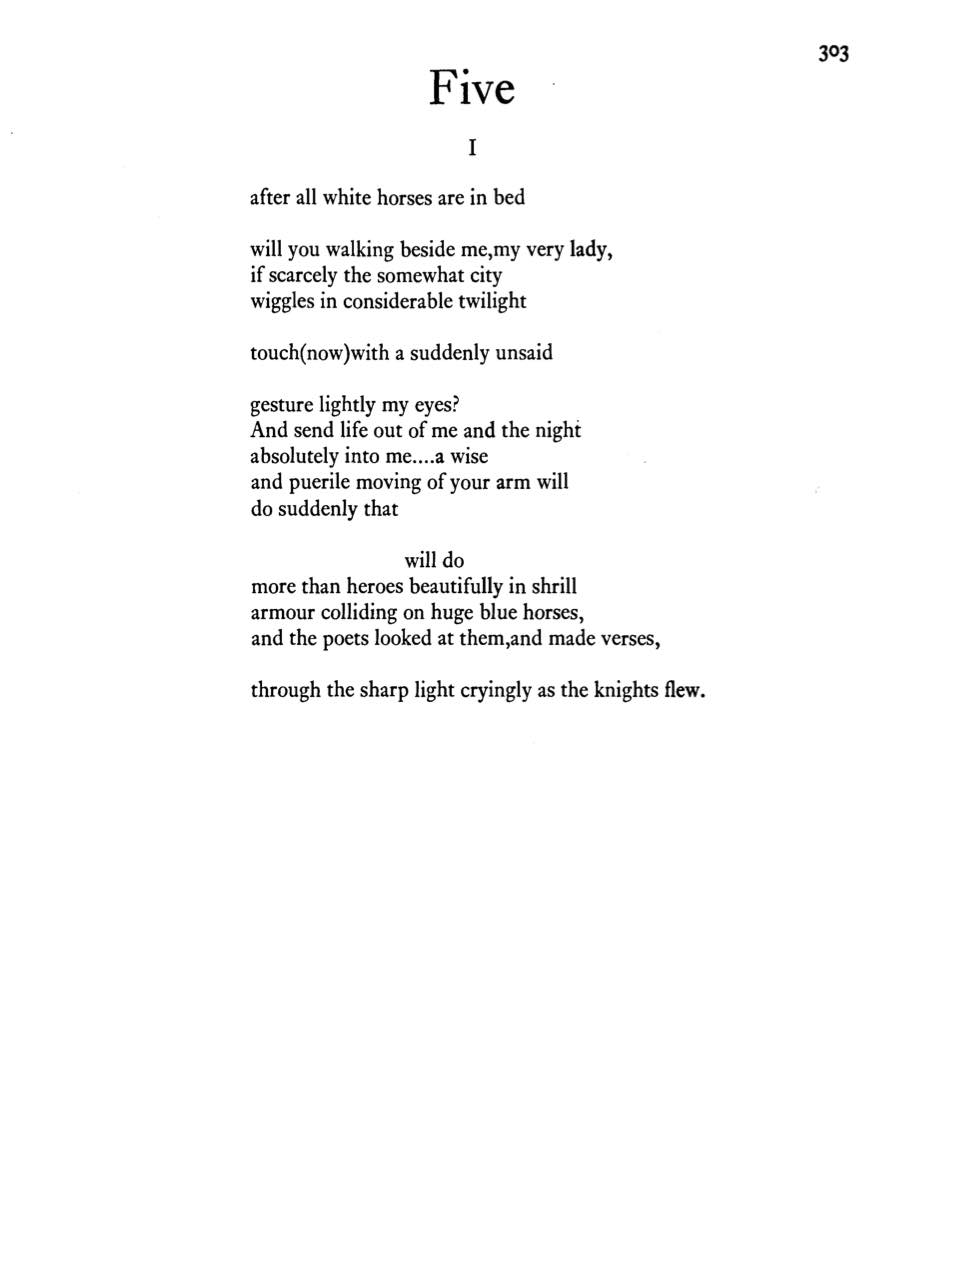 303
Five
I
after all white horses are in bed
will you walking beside me,my very lady,
if scarcely the somewhat city
wiggles in considerable twilight
touch(now)with a suddenly unsaid
gesture lightly my eyes?
And send life out of me and the night
absolutely into me....a wise
and puerile moving of your arm will
do suddenly that
will do
more than heroes beautifully in shrill
armour colliding on huge blue horses,
and the poets looked at them,and made verses,
through the sharp light cryingly as the knights flew.